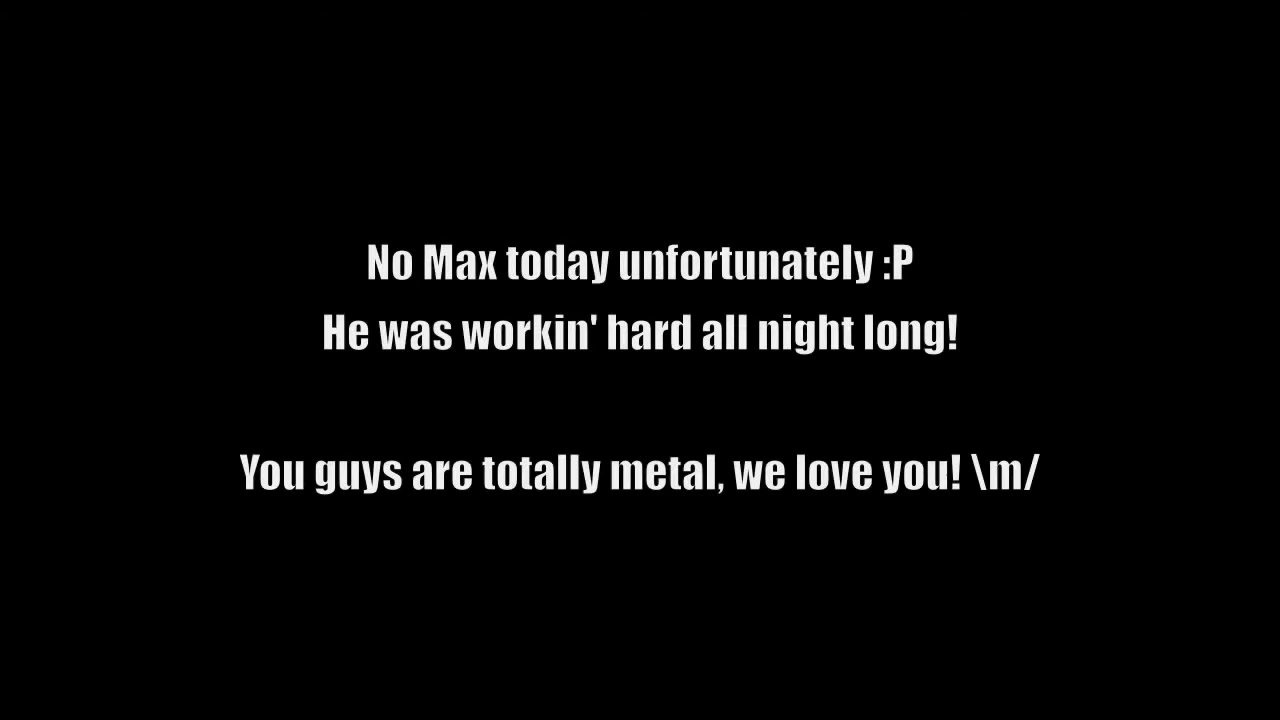 No Max today unfortunately :P
He was workin' hard all night long!
You guys are totally metal, we love you! \m/